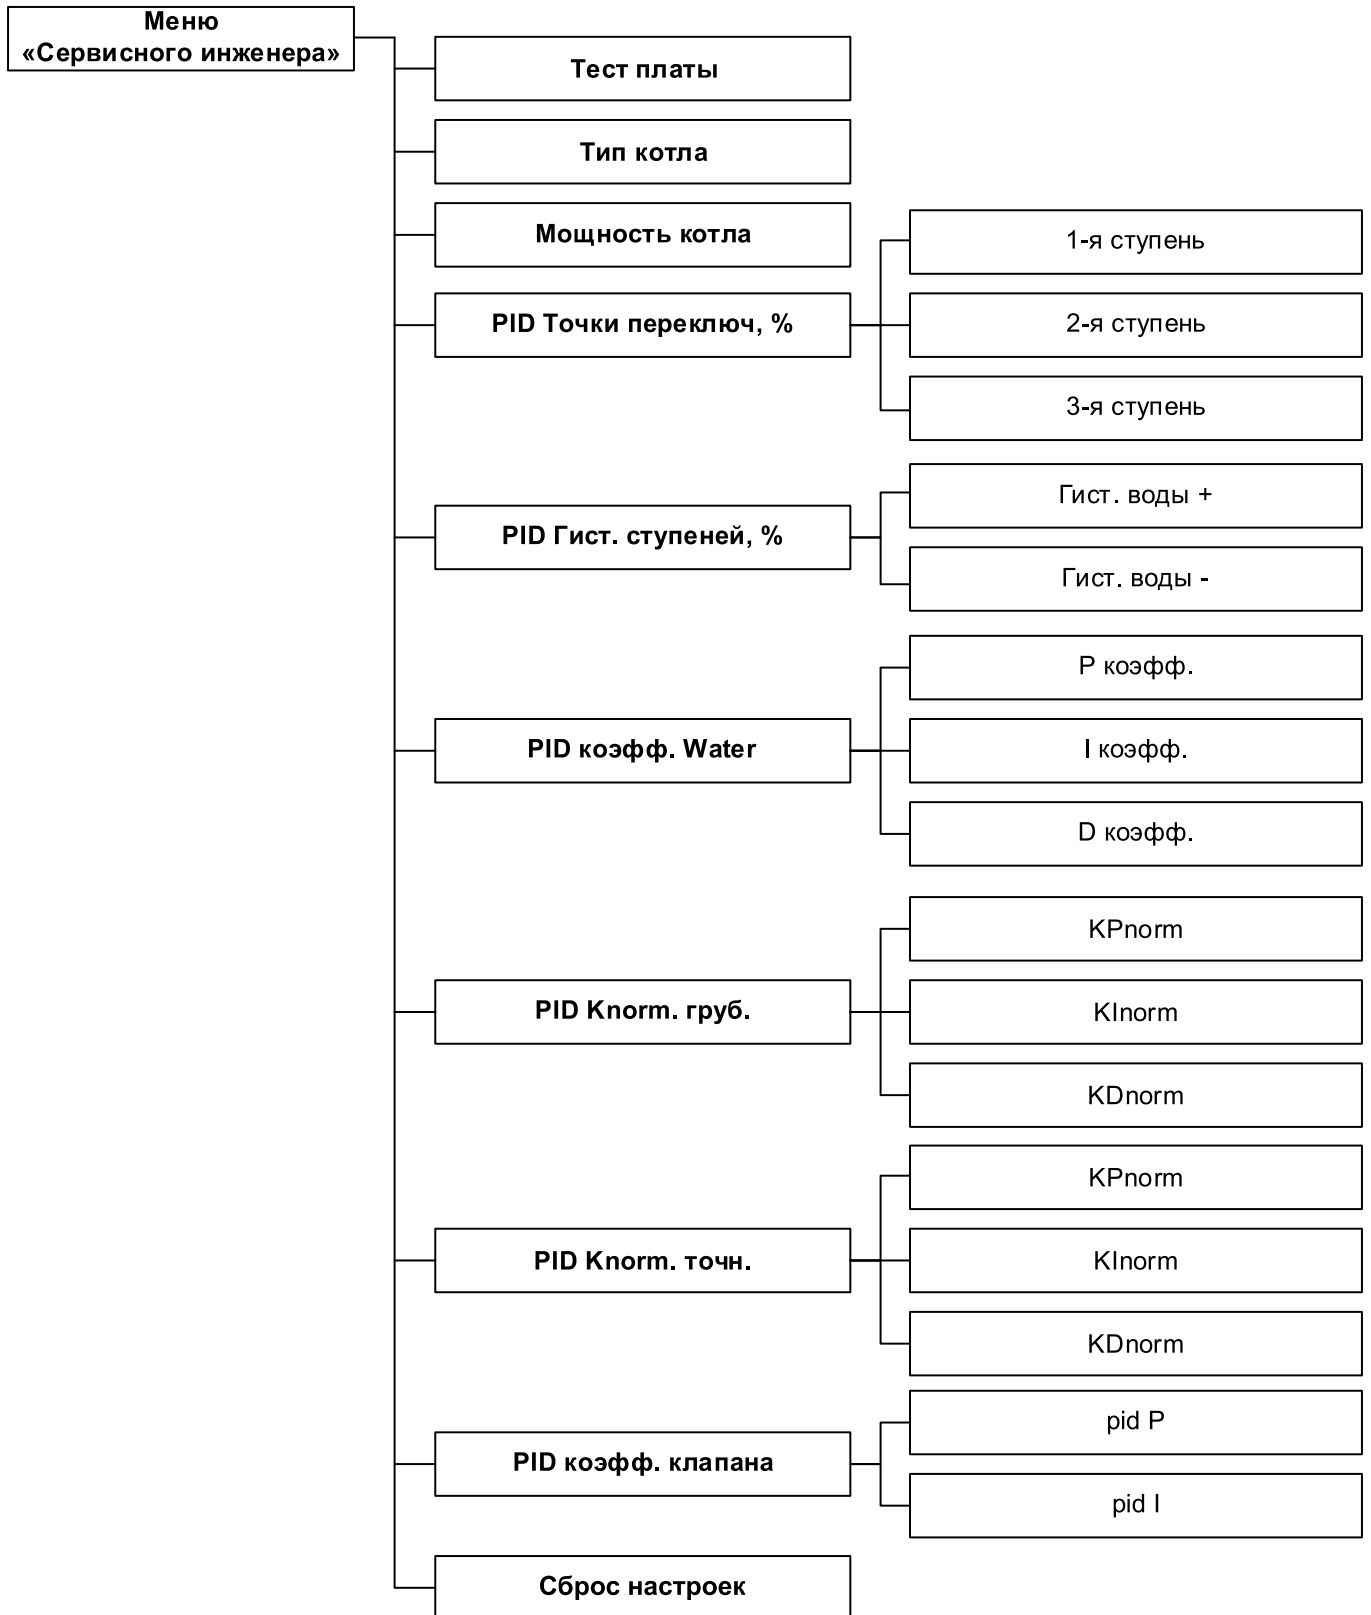 Меню
«Сервисного инженера»
Тест платы
Тип котла
Мощность котла
PID Точки переключ, %
1-я ступень
2-я ступень
3-я ступень
PID Гист. ступеней, %
Гист. воды +
Гист. воды -
PID коэфф. Water
P коэфф.
I коэфф.
D коэфф.
PID Knorm. груб.
KPnorm
KInorm
KDnorm
PID Knorm. точн.
KPnorm
KInorm
KDnorm
PID коэфф. клапана
pid P
pid I
Сброс настроек